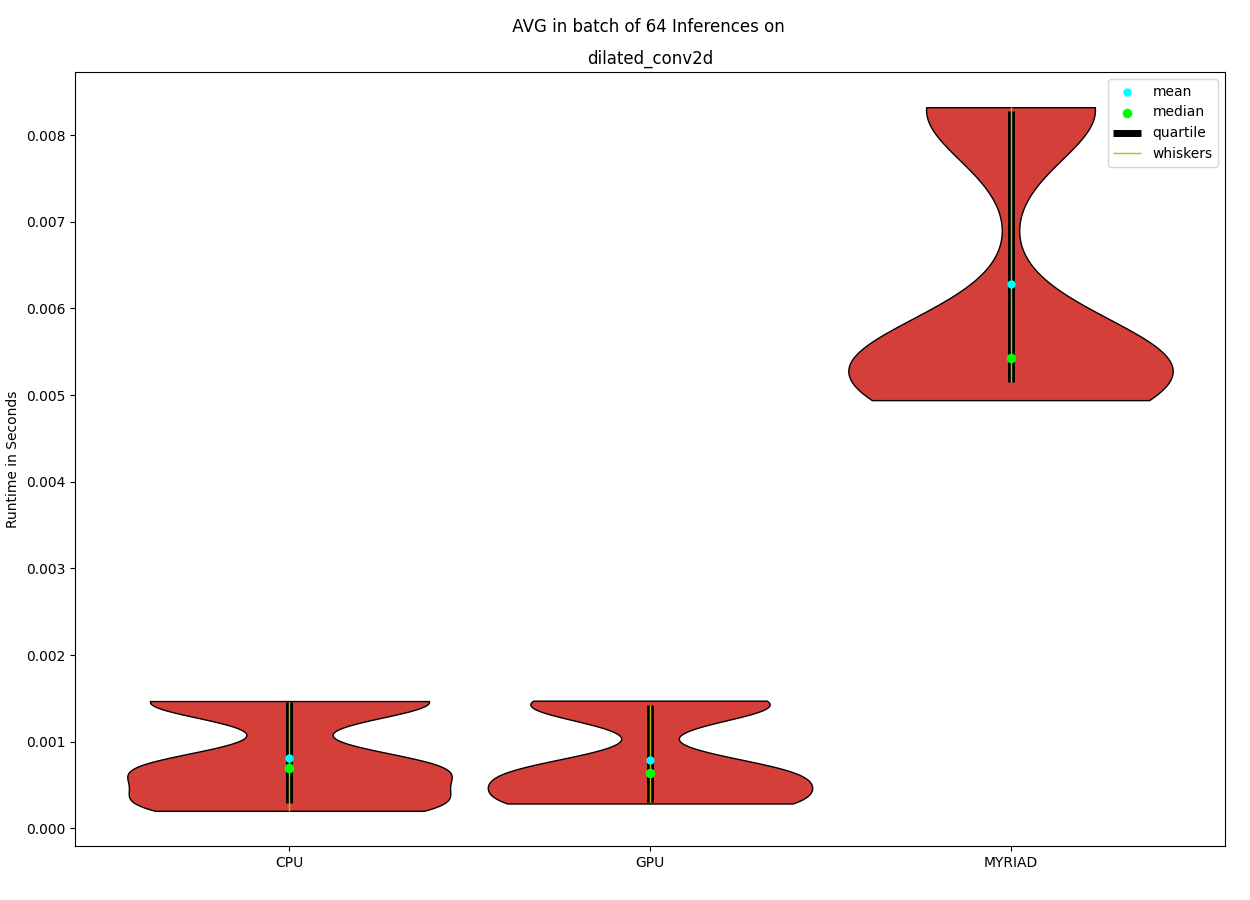 AVG in batch of 64 Inferences on
dilated_conv2d
mean
median
quartile
whiskers
0.008
0.007
0.006
0.005
0.004
0.003
0.002
0.001
0.000
Runtime in Seconds
CPU GPU MYRIAD